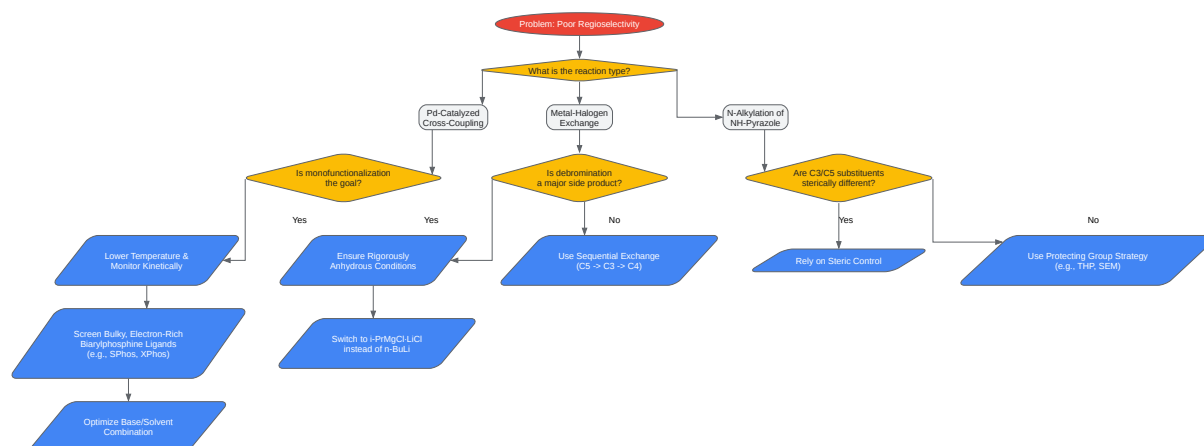 Problem: Poor Regioselectivity
What is the reaction type?
Pd-Catalyzed
Cross-Coupling
Metal-Halogen
Exchange
N-Alkylation of
NH-Pyrazole
Is monofunctionalization
the goal?
Is debromination
a major side product?
Are C3/C5 substituents
sterically different?
Yes
Yes
No
Yes
No
Lower Temperature &
Monitor Kinetically
Ensure Rigorously
Anhydrous Conditions
Use Sequential Exchange
(C5 -> C3 -> C4)
Rely on Steric Control
Use Protecting Group Strategy
(e.g., THP, SEM)
Screen Bulky, Electron-Rich
Biarylphosphine Ligands
(e.g., SPhos, XPhos)
Switch to i-PrMgCl·LiCl
instead of n-BuLi
Optimize Base/Solvent
Combination